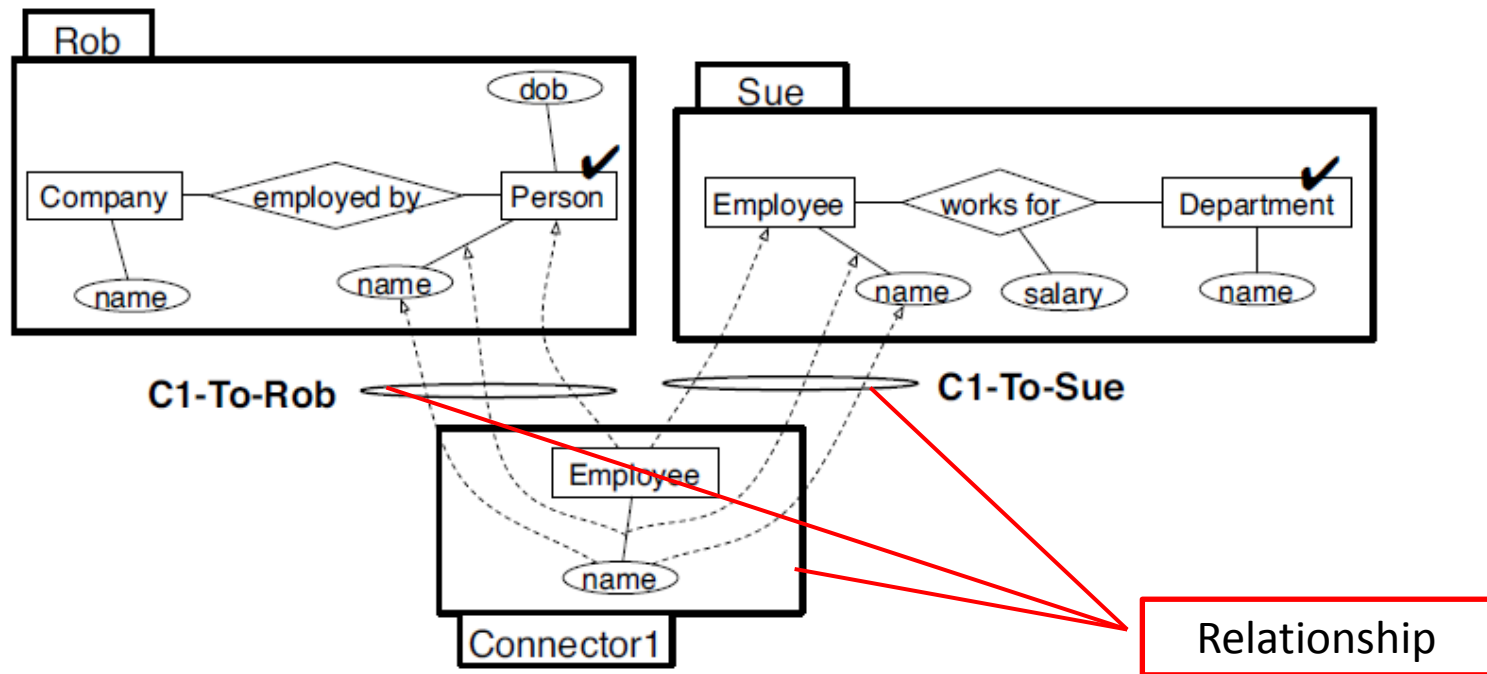 Rob
dob
Company
employed by
Person
name
name
Sue
Employee
works for
Department
name
salary
name
C1-To-Rob
C1-To-Sue
Employee
name
Connector1
Relationship